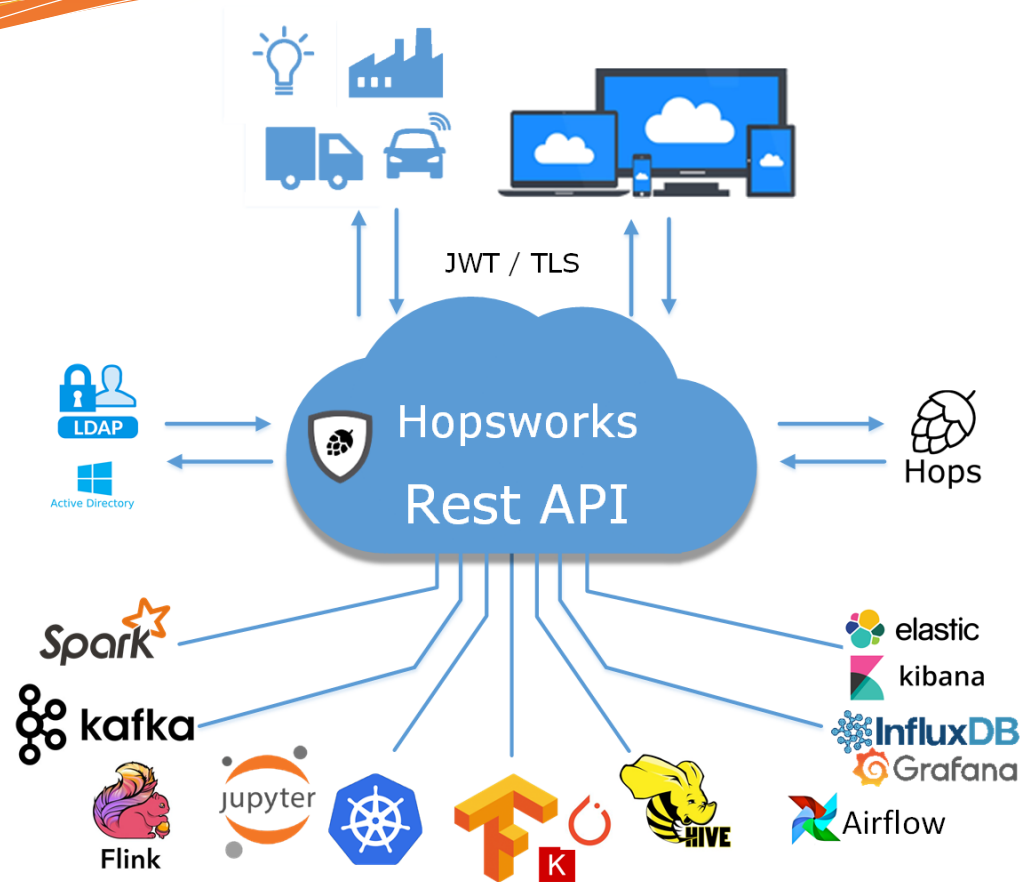 JWT / TLS
Hopsworks
Rest API
LDAP
Active Directory
Hops
Spark
elastic
kibana
kafka
InfluxDB
Grafana
jupyter
Flink
K
HIVE
Airflow